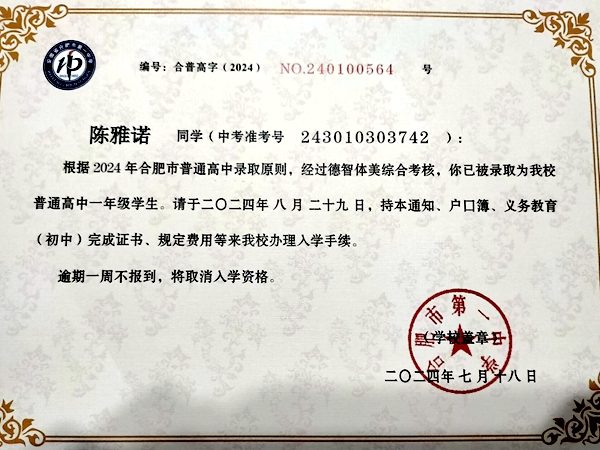 编号：合普高字（2024） NO.240100564 号
陈雅诺 同学（中考准考号 243010303742 ）：
根据 2024 年合肥市普通高中录取原则，经过德智体美综合考核，你已被录取为我校
普通高中一年级学生。请于二〇二四年 八 月 二十九 日，持本通知、户口簿、义务教育
（初中）完成证书、规定费用等来我校办理入学手续。
逾期一周不报到，将取消入学资格。
合肥市第一中学
（学校盖章）
二〇二四年 七 月 十八 日